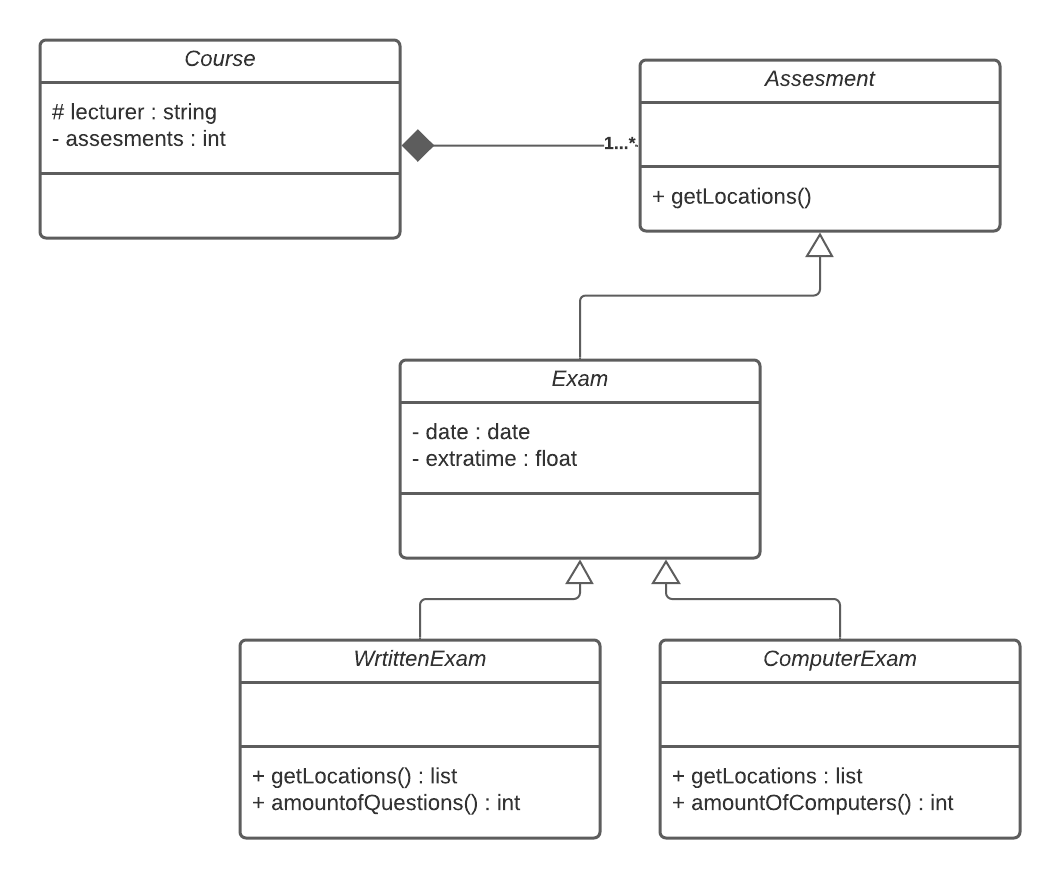 Course
# lecturer : string
- assesments : int
1...*
Assesment
+ getLocations()
Exam
- date : date
- extratime : float
WrtittenExam
+ getLocations() : list
+ amountofQuestions() : int
ComputerExam
+ getLocations : list
+ amountOfComputers() : int